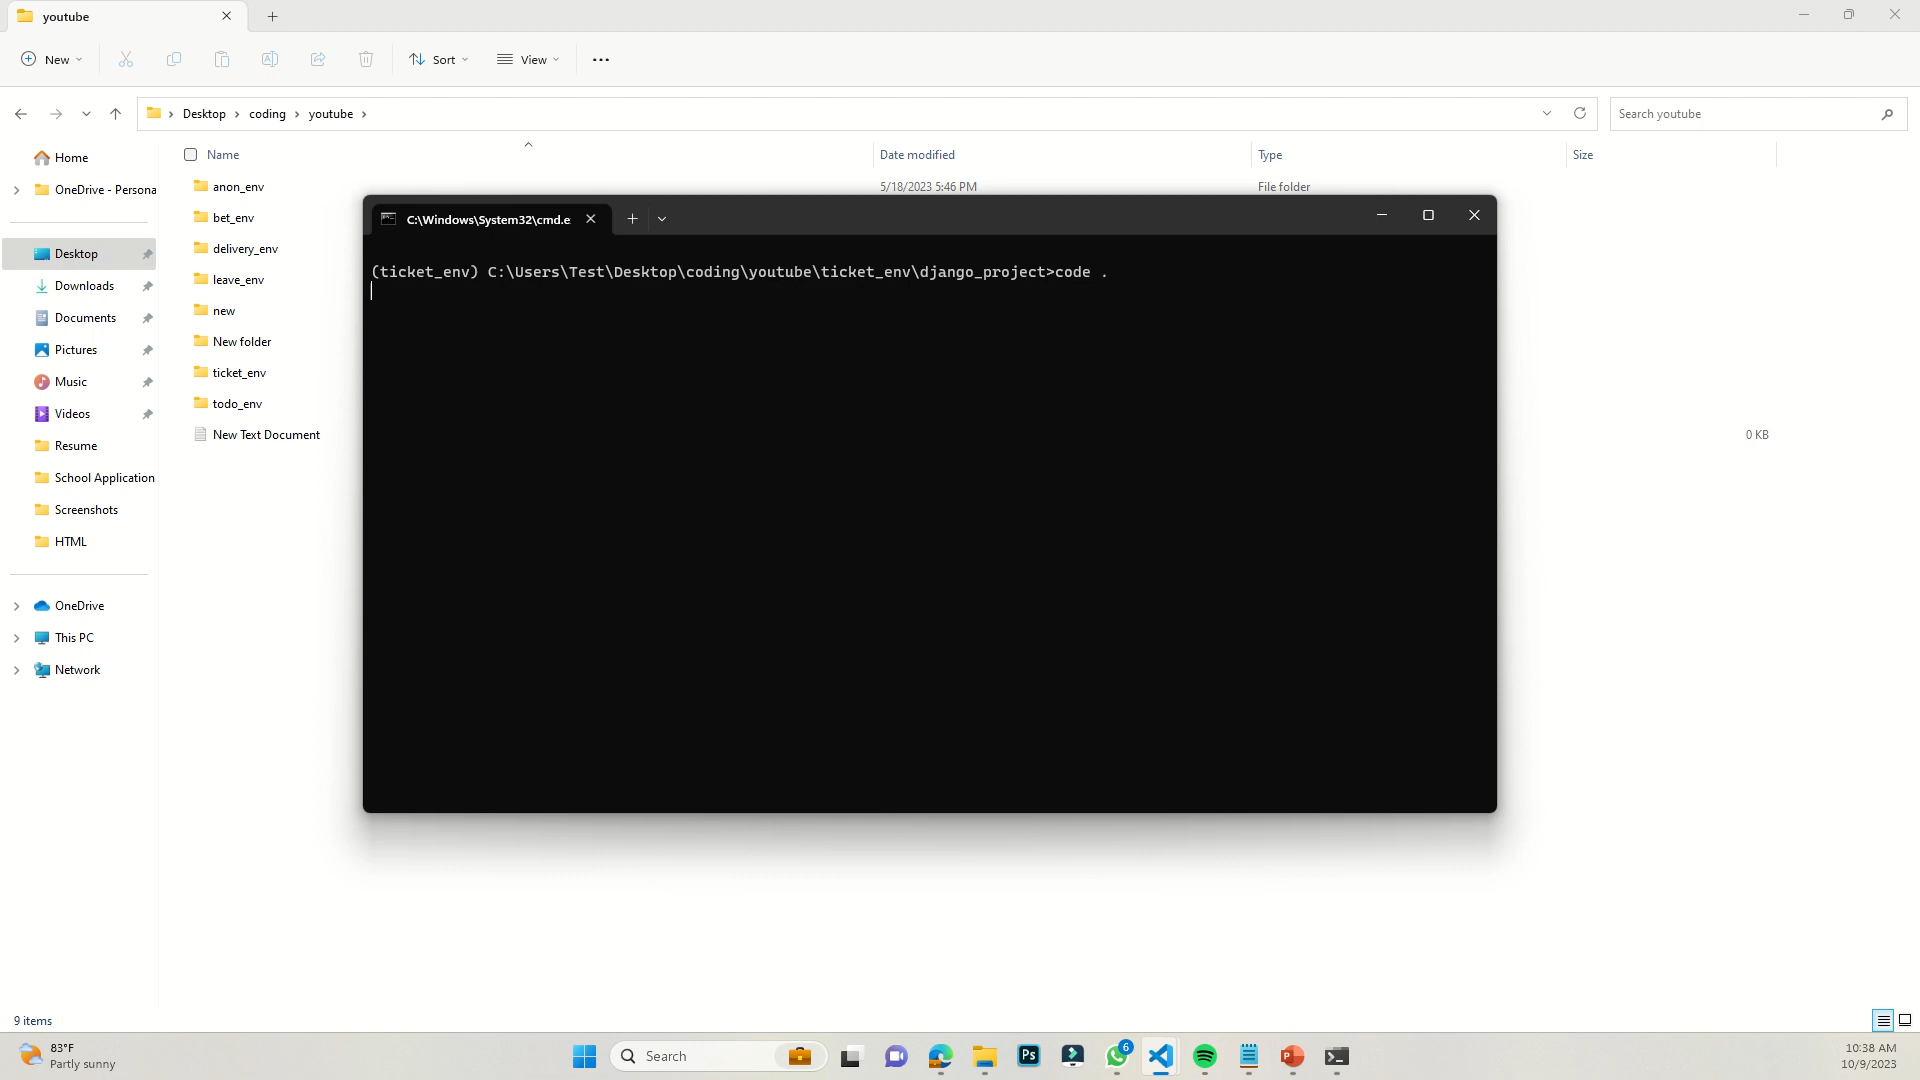 youtube
New
Sort
View
Desktop
coding
youtube
Search youtube
Name
Date modified
Type
Size
Home
OneDrive - Persona
Desktop
Downloads
Documents
Pictures
Music
Videos
Resume
School Application
Screenshots
HTML
OneDrive
This PC
Network
anon_env
5/18/2023 5:46 PM
File folder
bet_env
delivery_env
leave_env
new
New folder
ticket_env
todo_env
New Text Document
0 KB
C:\Windows\System32\cmd.e
(ticket_env) C:\Users\Test\Desktop\coding\youtube\ticket_env\django_project>code .
9 items
83°F
Partly sunny
Search
Ps
6
P
10:38 AM
10/9/2023